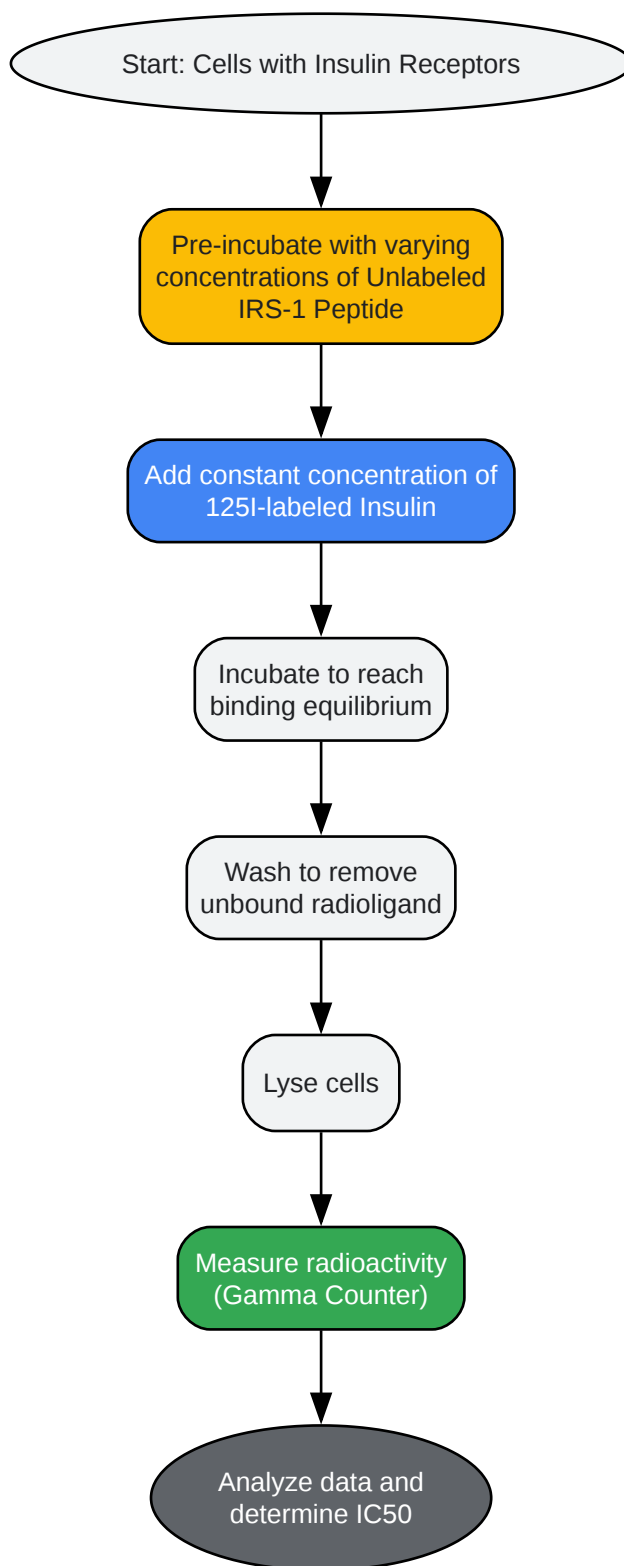 Start: Cells with Insulin Receptors
Pre-incubate with varying
concentrations of Unlabeled
IRS-1 Peptide
Add constant concentration of
125I-labeled Insulin
Incubate to reach
binding equilibrium
Wash to remove
unbound radioligand
Lyse cells
Measure radioactivity
(Gamma Counter)
Analyze data and
determine IC50